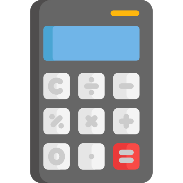 C ÷ -
% × +
0 . =